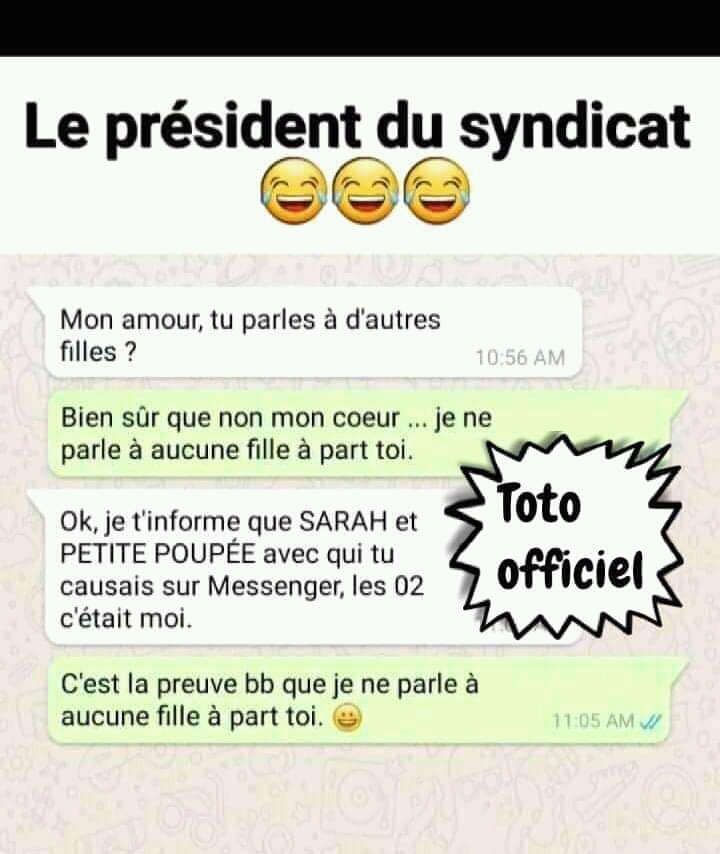 Le président du syndicat
😂😂😂
Mon amour, tu parles à d'autres
filles ?
10:56 AM
Bien sûr que non mon coeur ... je ne
parle à aucune fille à part toi.
Ok, je t'informe que SARAH et
PETITE POUPÉE avec qui tu
causais sur Messenger, les 02
c'était moi.
Toto
officiel
C'est la preuve bb que je ne parle à
aucune fille à part toi. 😀
11:05 AM